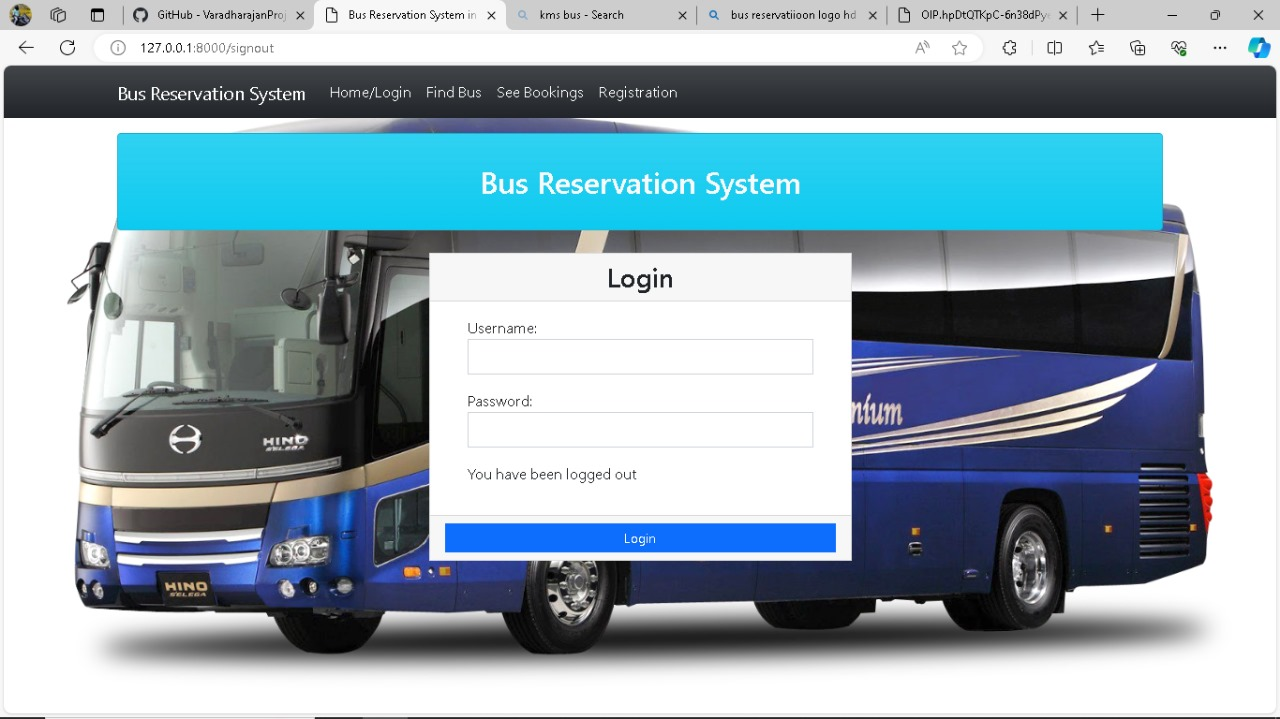 GitHub - VaradharajanProj
Bus Reservation System in
kms bus - Search
bus reservatiioon logo hd
OIP.hpDtQTKpC-6n38dPy
127.0.0.1:8000/signout
Bus Reservation System
Home/Login
Find Bus
See Bookings
Registration
Bus Reservation System
Login
Username:
Password:
You have been logged out
Login
HINO
SELEGA
nium
HINO
SELEGA